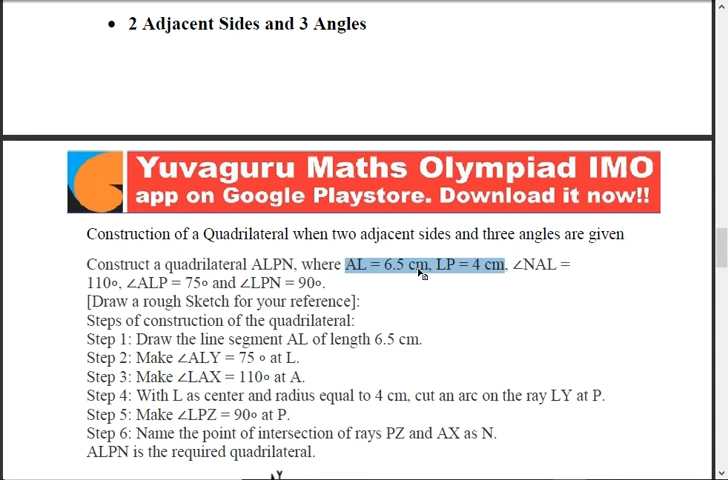 • 2 Adjacent Sides and 3 Angles
Yuvaguru Maths Olympiad IMO
app on Google Playstore. Download it now!!
Construction of a Quadrilateral when two adjacent sides and three angles are given
Construct a quadrilateral ALPN, where AL = 6.5 cm, LP = 4 cm, ∠NAL =
110o, ∠ALP = 75o and ∠LPN = 90o.
[Draw a rough Sketch for your reference]:
Steps of construction of the quadrilateral:
Step 1: Draw the line segment AL of length 6.5 cm.
Step 2: Make ∠ALY = 75 o at L.
Step 3: Make ∠LAX = 110o at A.
Step 4: With L as center and radius equal to 4 cm, cut an arc on the ray LY at P.
Step 5: Make ∠LPZ = 90o at P.
Step 6: Name the point of intersection of rays PZ and AX as N.
ALPN is the required quadrilateral.
Y